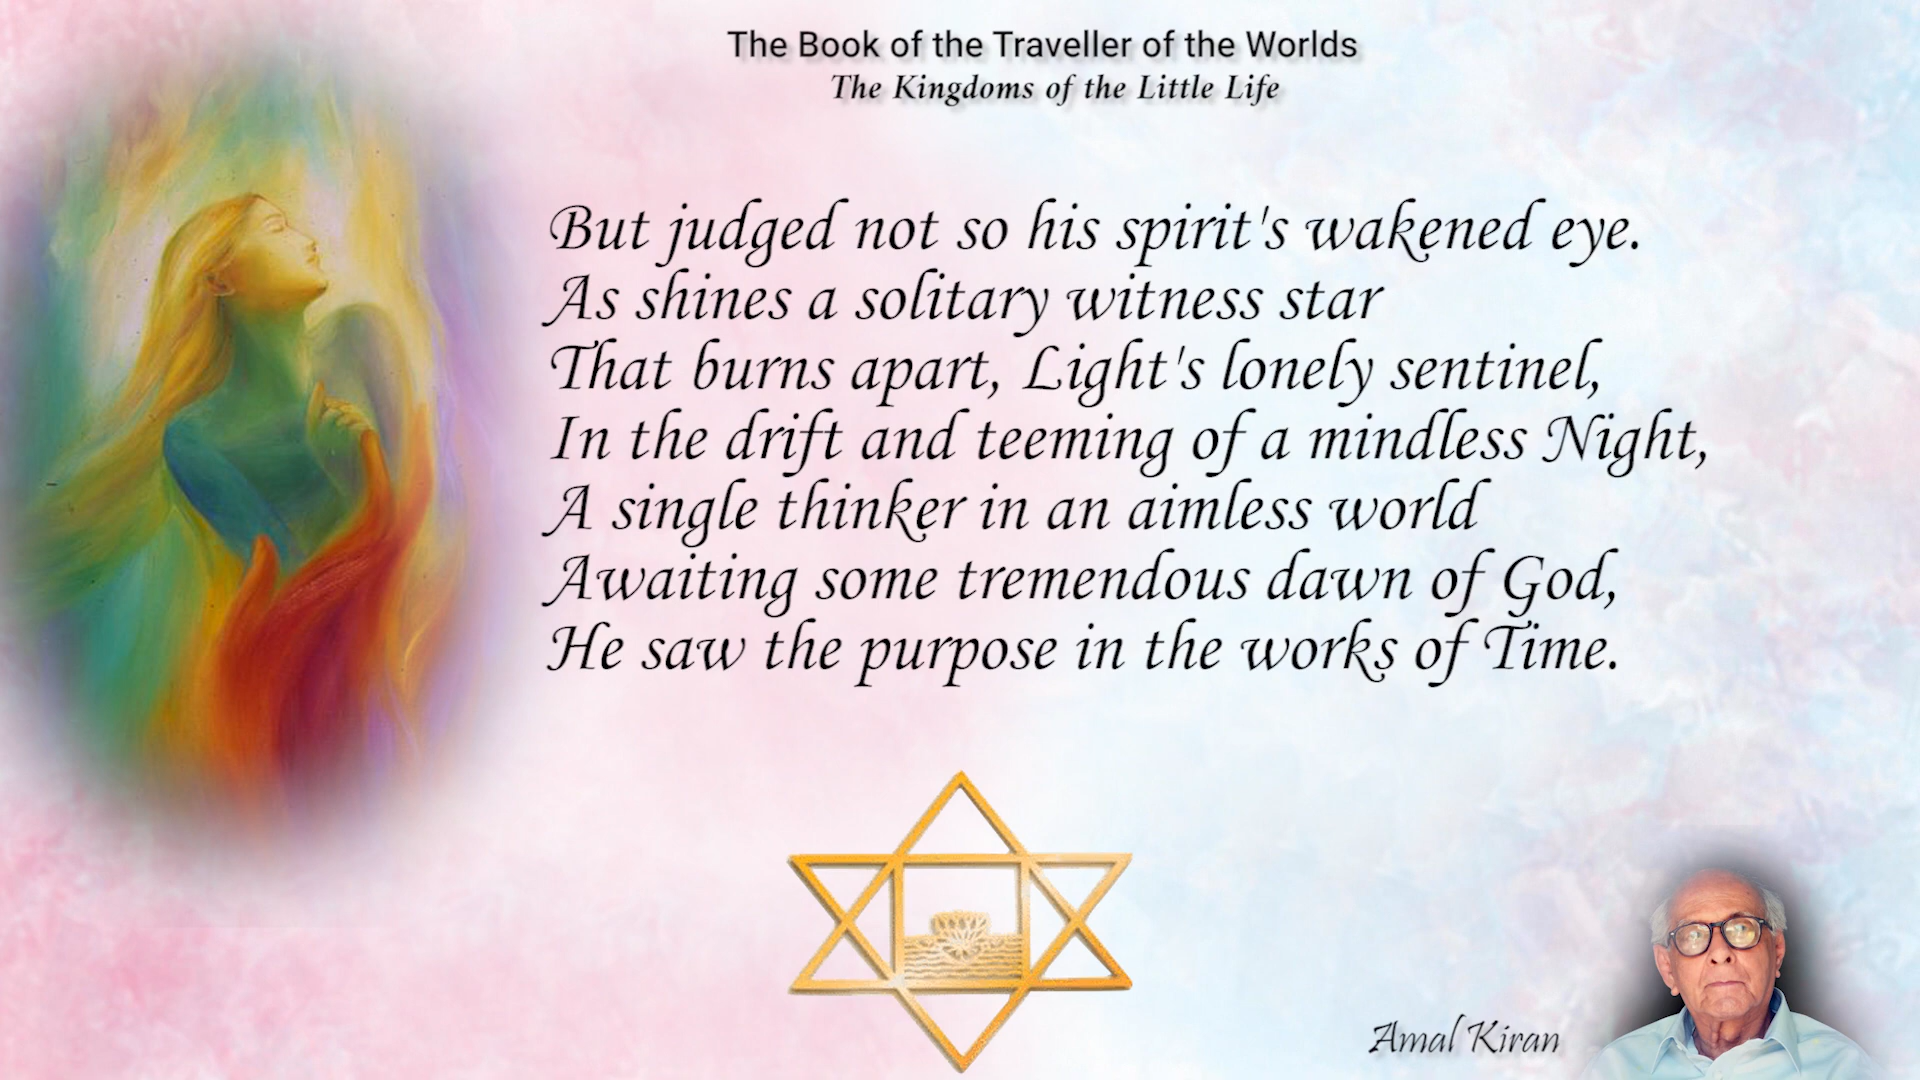 The Book of the Traveller of the Worlds
The Kingdoms of the Little Life
But judged not so his spirit's wakened eye.
As shines a solitary witness star
That burns apart, Light's lonely sentinel,
In the drift and teeming of a mindless Night,
A single thinker in an aimless world
Awaiting some tremendous dawn of God,
He saw the purpose in the works of Time.
Amal Kiran